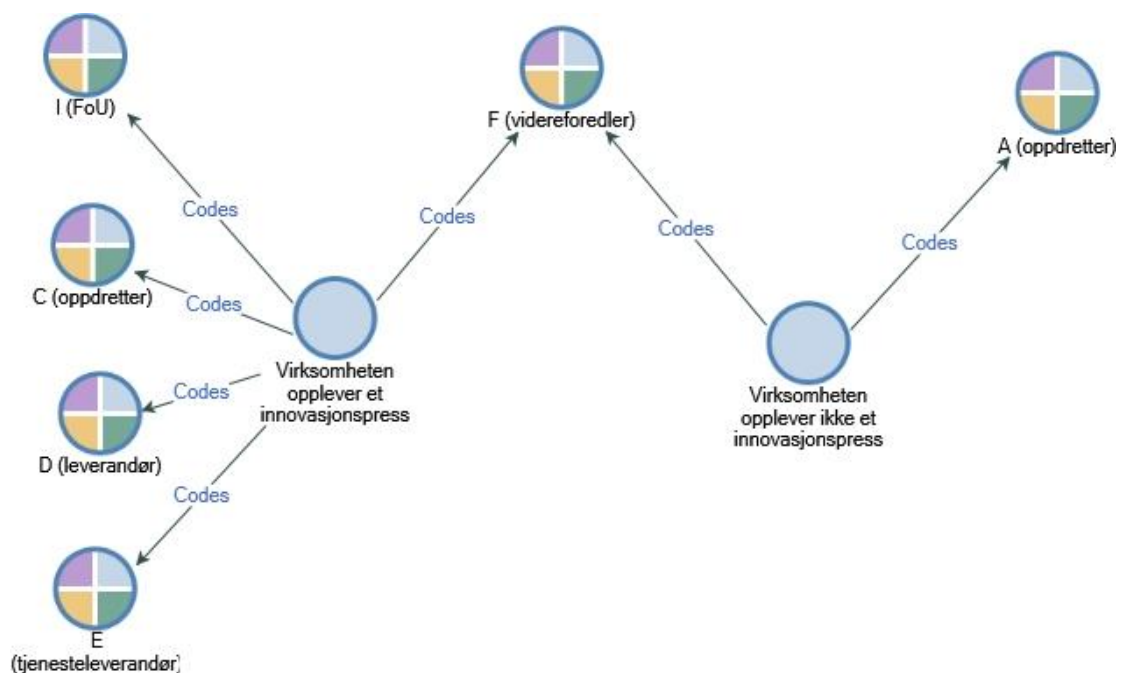 I (FoU)
F (videreforedler)
A (oppdretter)
Codes
Codes
Codes
Codes
C (oppdretter)
Codes
Virksomheten
opplever et
innovasjonspress
Virksomheten
opplever ikke et
innovasjonspress
Codes
D (leverandør)
Codes
E
(tjenesteleverandør)